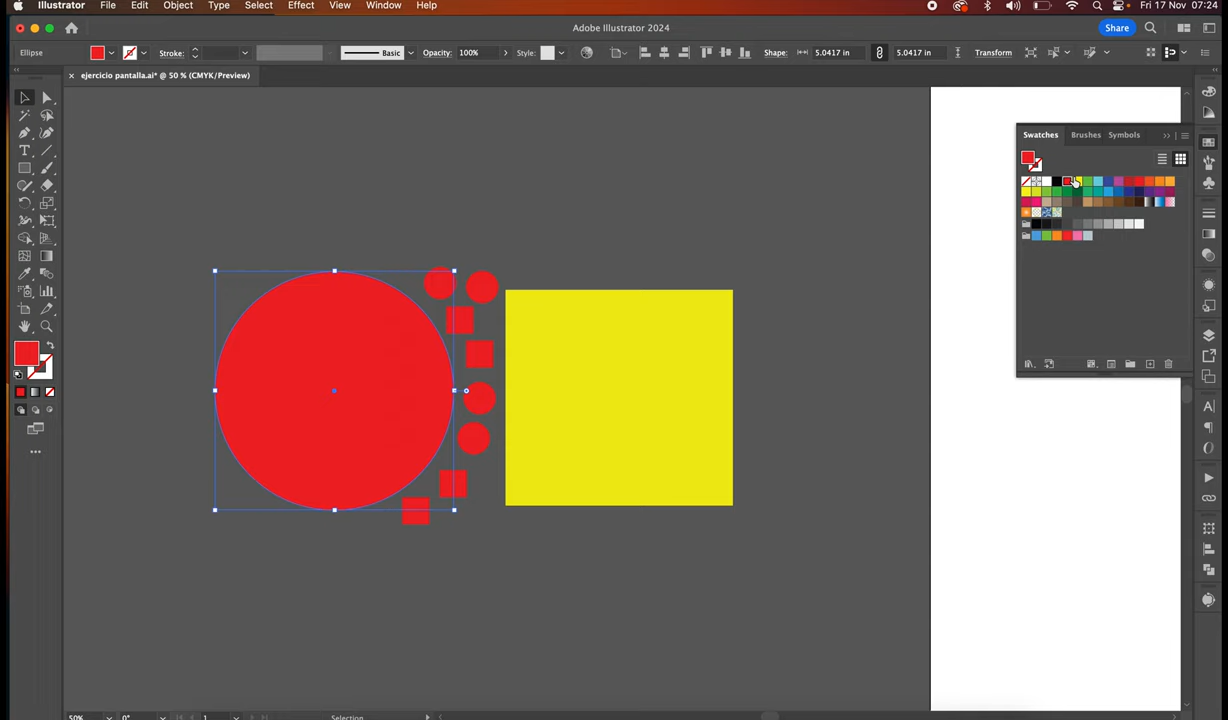 Illustrator File Edit Object Type Select Effect View Window Help Fri 17 Nov 07:24
Adobe Illustrator 2024 Share
Ellipse Stroke: Basic Opacity: 100% Style: Shape: 5.0417 in 5.0417 in Transform
× ejercicio pantalla.ai* @ 50 % (CMYK/Preview)
Swatches Brushes Symbols
50% 0° 1 Selection